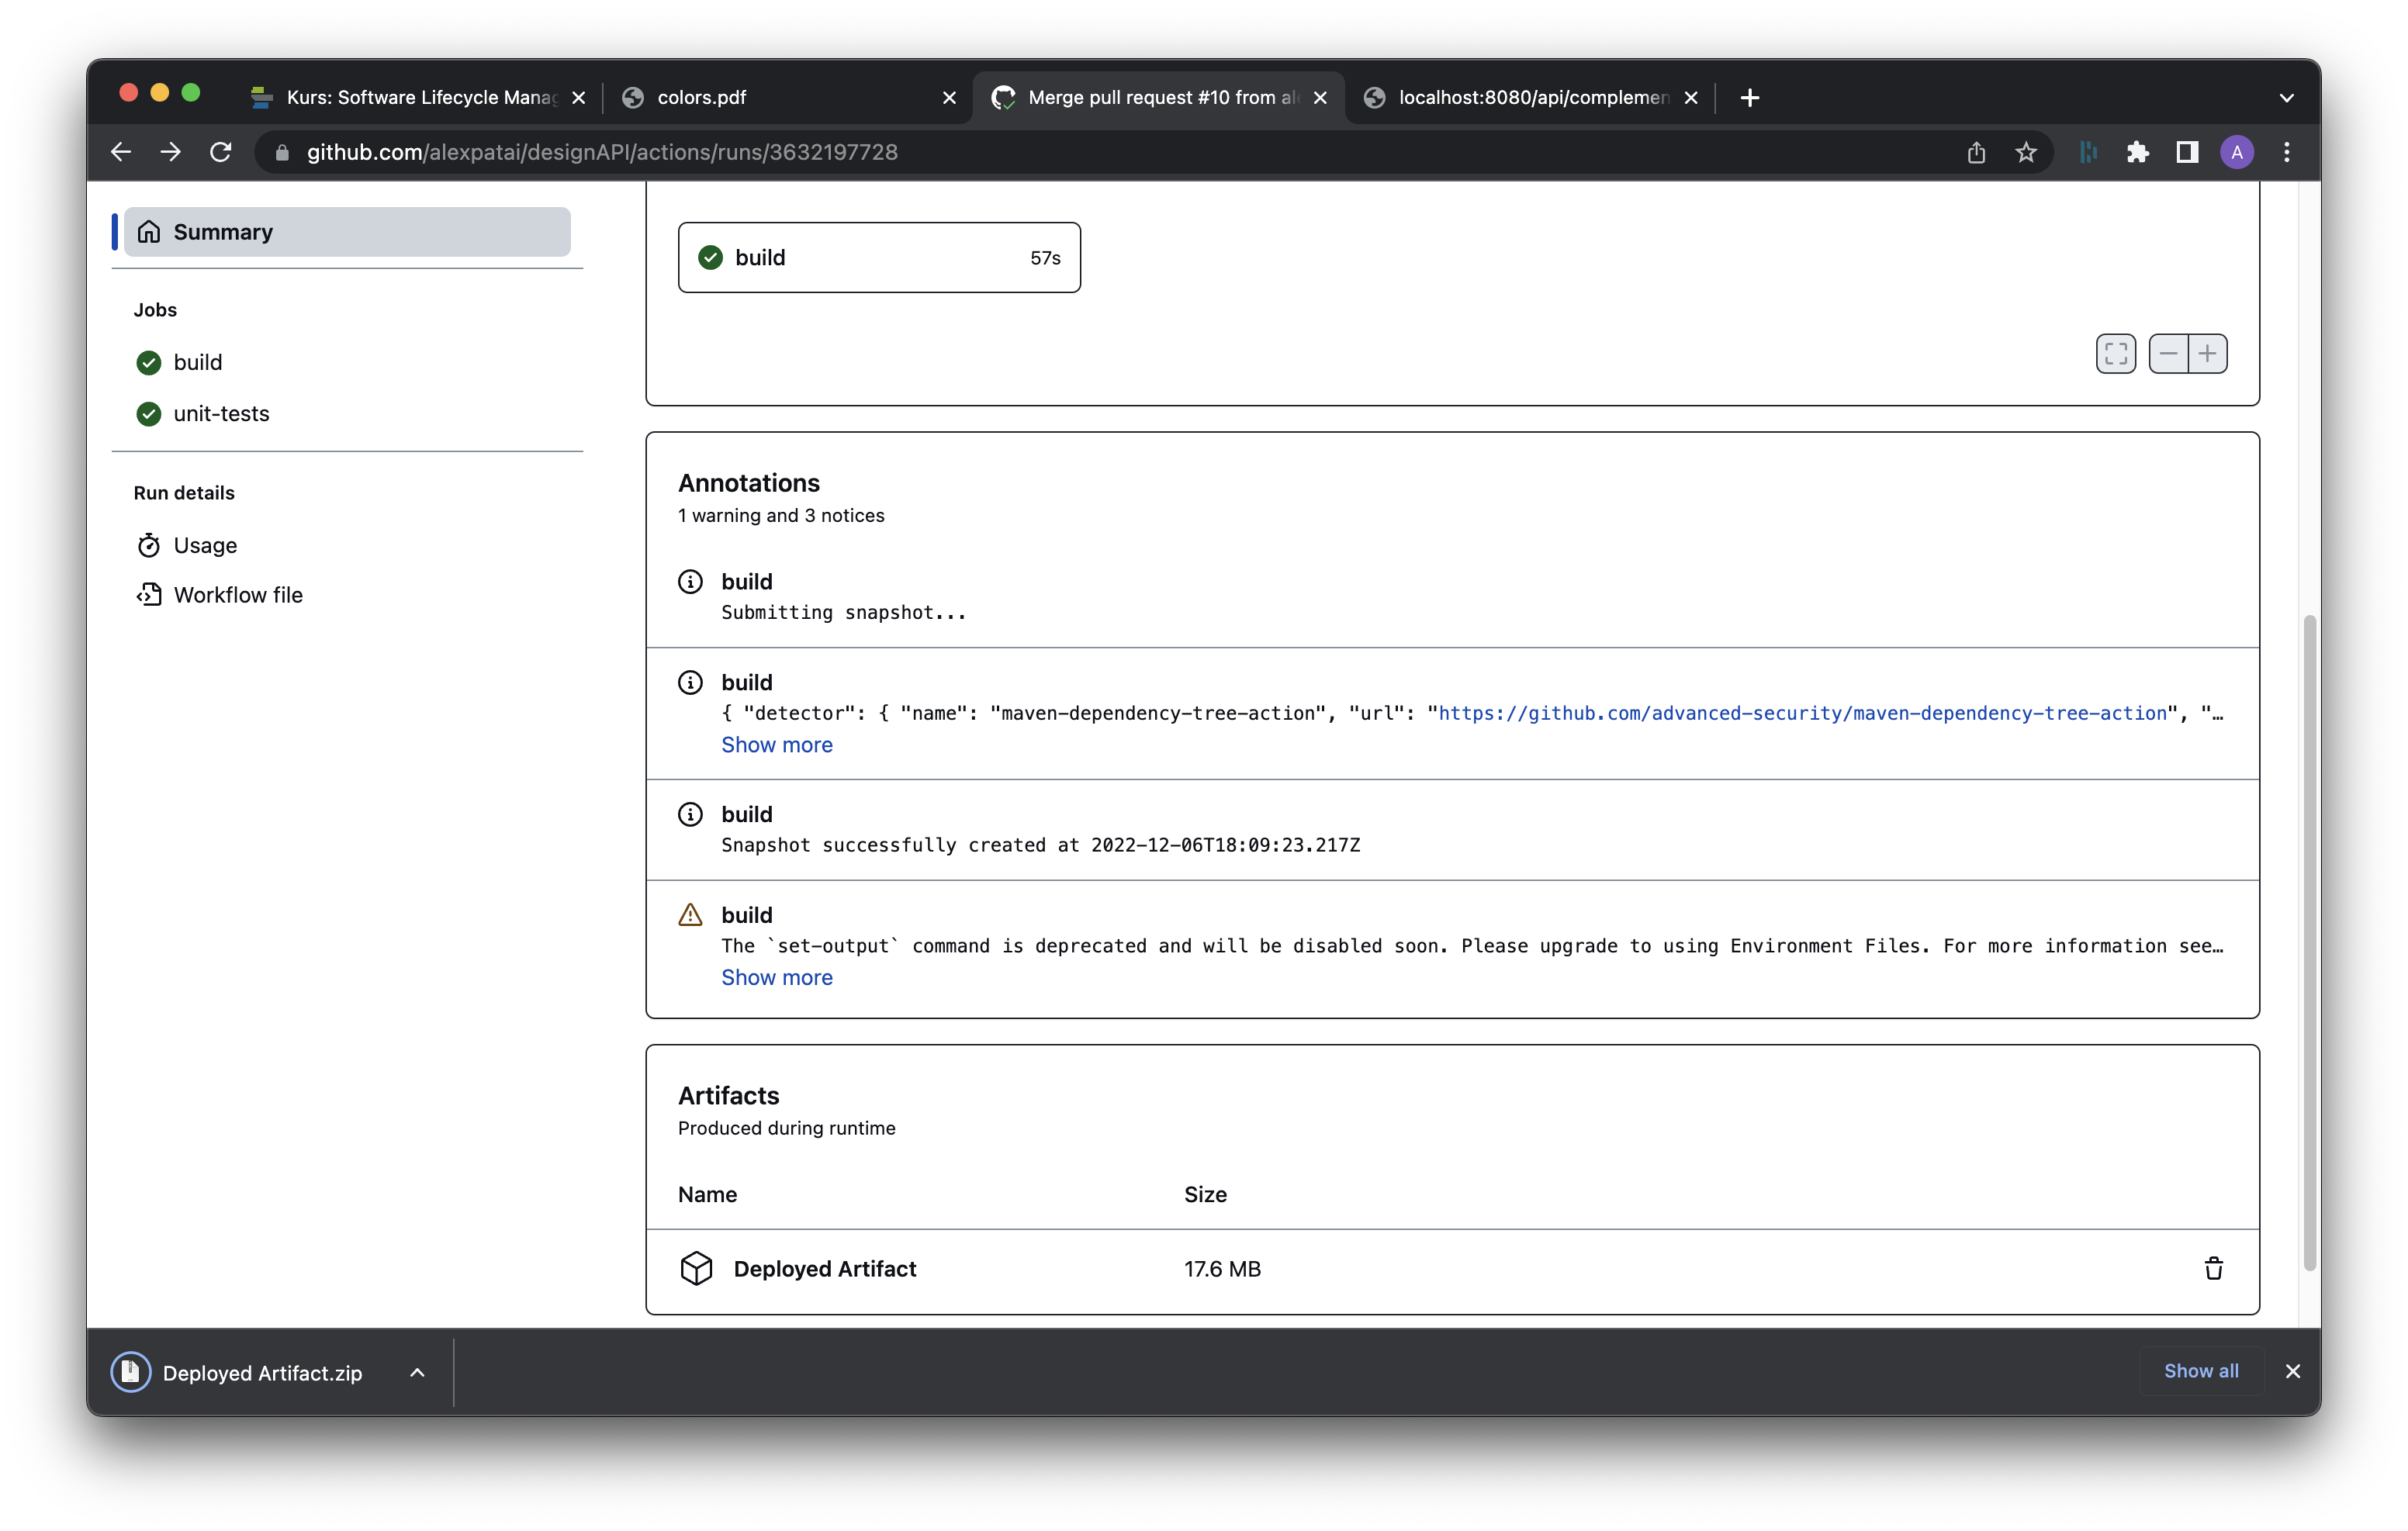 Kurs: Software Lifecycle Manag
colors.pdf
Merge pull request #10 from al
localhost:8080/api/complemen
github.com/alexpatai/designAPI/actions/runs/3632197728
A
Summary
Jobs
build
unit-tests
Run details
Usage
Workflow file
build 57s
Annotations
1 warning and 3 notices
build
Submitting snapshot...
build
{ "detector": { "name": "maven-dependency-tree-action", "url": "https://github.com/advanced-security/maven-dependency-tree-action", "…
Show more
build
Snapshot successfully created at 2022-12-06T18:09:23.217Z
build
The `set-output` command is deprecated and will be disabled soon. Please upgrade to using Environment Files. For more information see…
Show more
Artifacts
Produced during runtime
Name Size
Deployed Artifact 17.6 MB
Deployed Artifact.zip
Show all